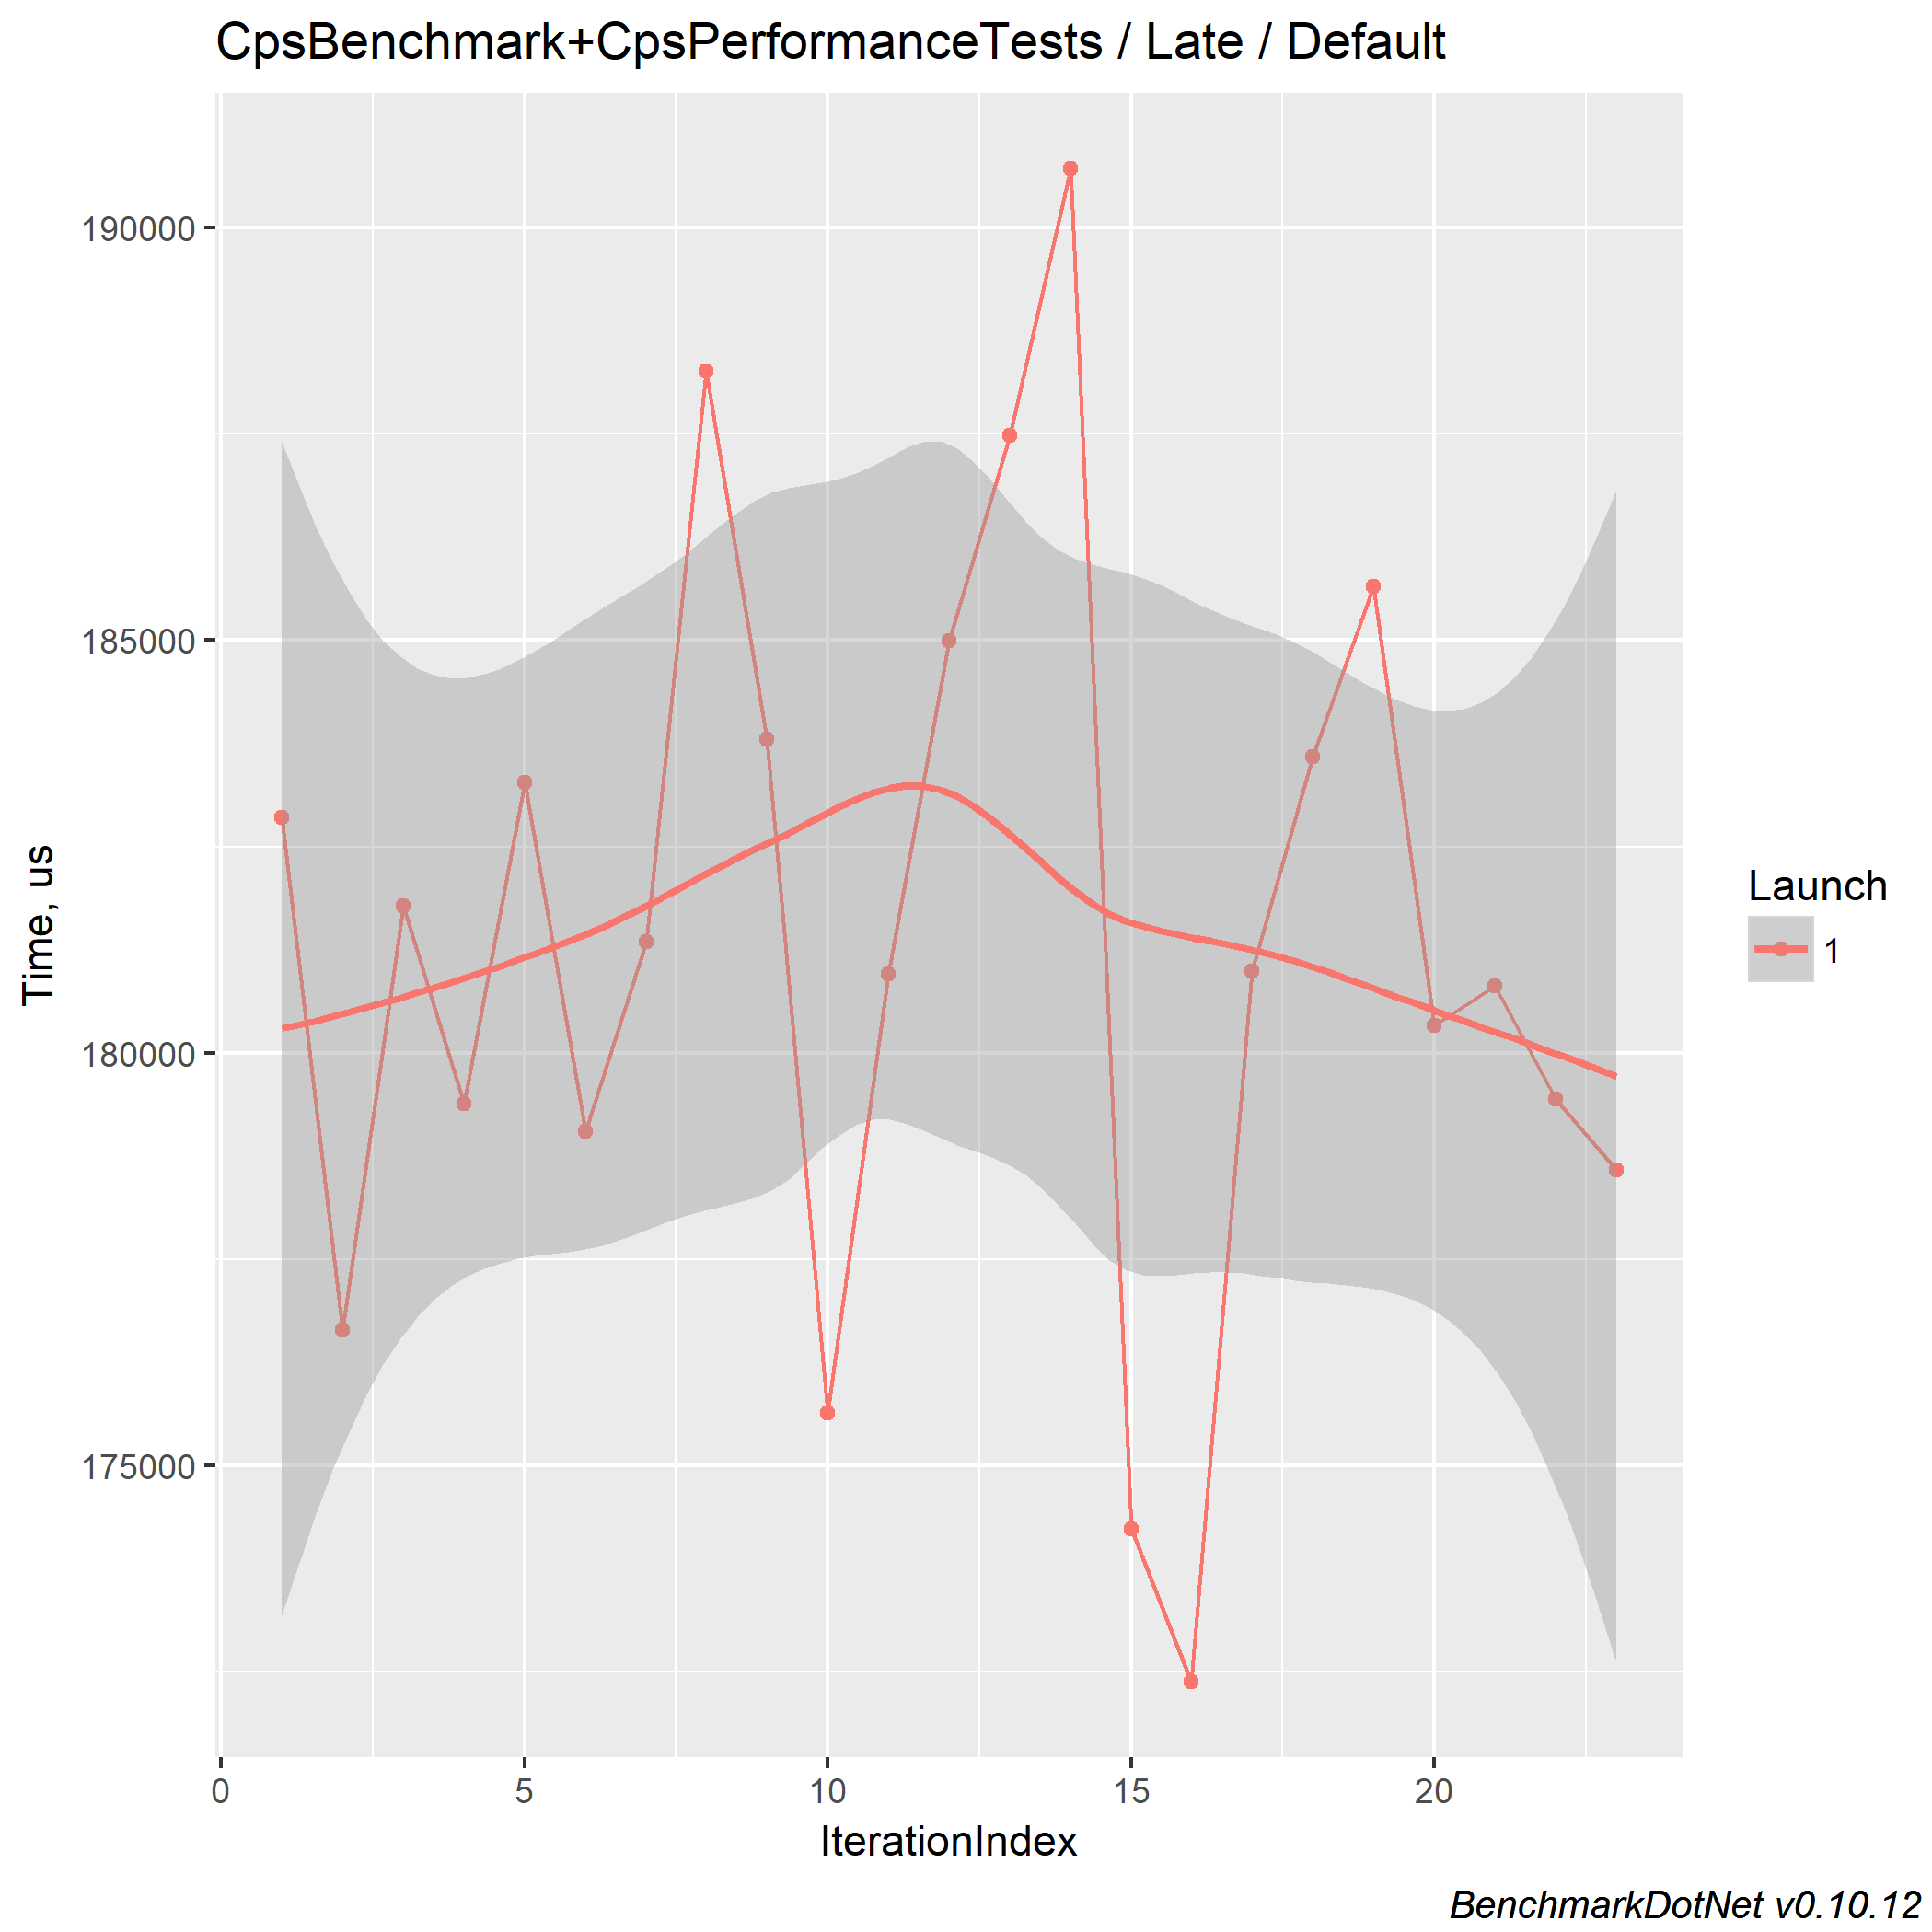 CpsBenchmark+CpsPerformanceTests / Late / Default
190000
185000
180000
175000
Time, us
0 5 10 15 20
IterationIndex
Launch
1
BenchmarkDotNet v0.10.12